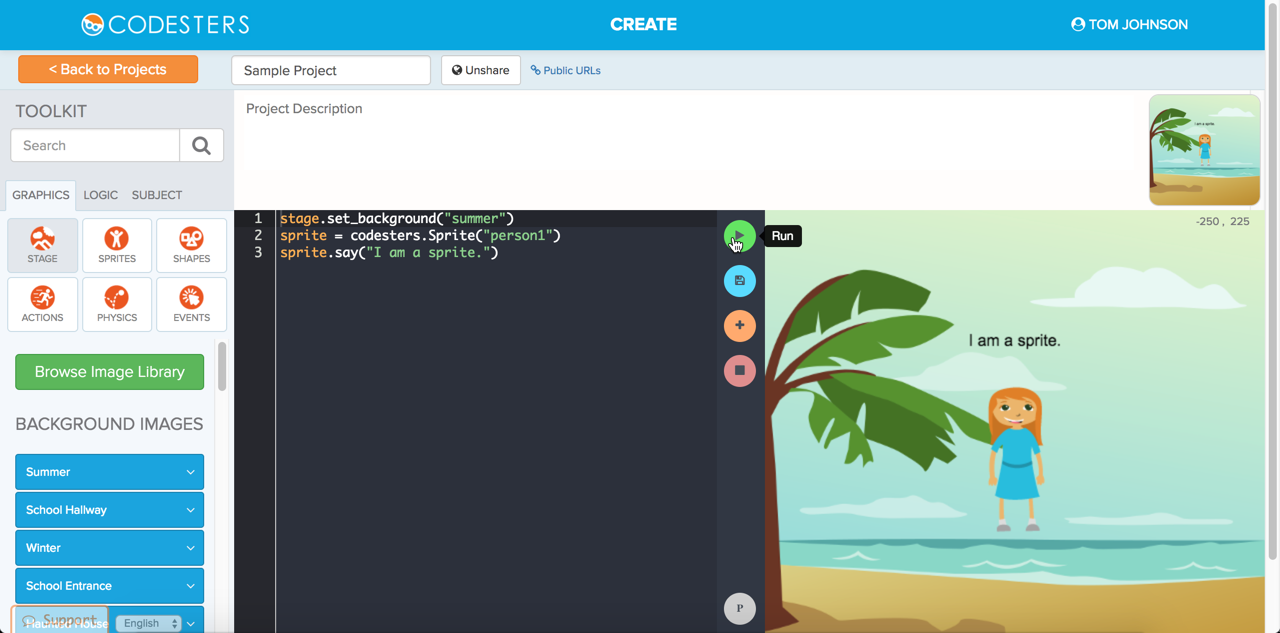 CODESTERS
CREATE
TOM JOHNSON
< Back to Projects
Sample Project
Unshare
Public URLs
TOOLKIT
Project Description
Search
I am a sprite.
GRAPHICS LOGIC SUBJECT
1 stage.set_background("summer")
2 sprite = codesters.Sprite("person1")
3 sprite.say("I am a sprite.")
Run
-250 , 225
STAGE
SPRITES
SHAPES
ACTIONS
PHYSICS
EVENTS
I am a sprite.
Browse Image Library
BACKGROUND IMAGES
Summer
School Hallway
Winter
School Entrance
Haunted House
Support
English
P